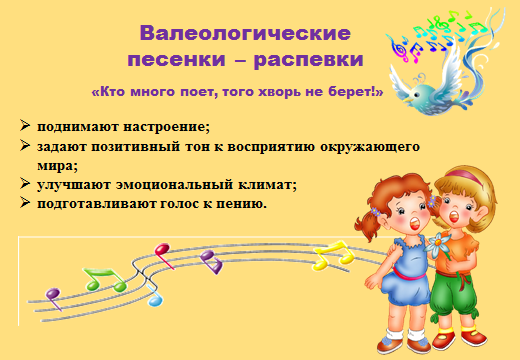 Валеологические
песенки – распевки
«Кто много поет, того хворь не берет!»
➢ поднимают настроение;
➢ задают позитивный тон к восприятию окружающего
мира;
➢ улучшают эмоциональный климат;
➢ подготавливают голос к пению.